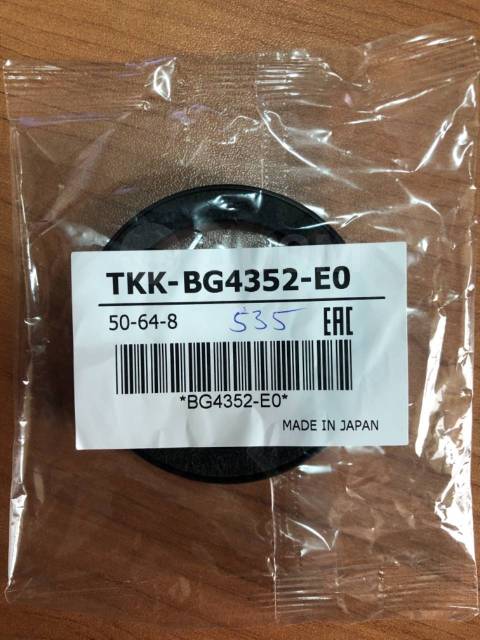 TKK-BG4352-E0
50-64-8 535 EAC
*BG4352-E0*
MADE IN JAPAN